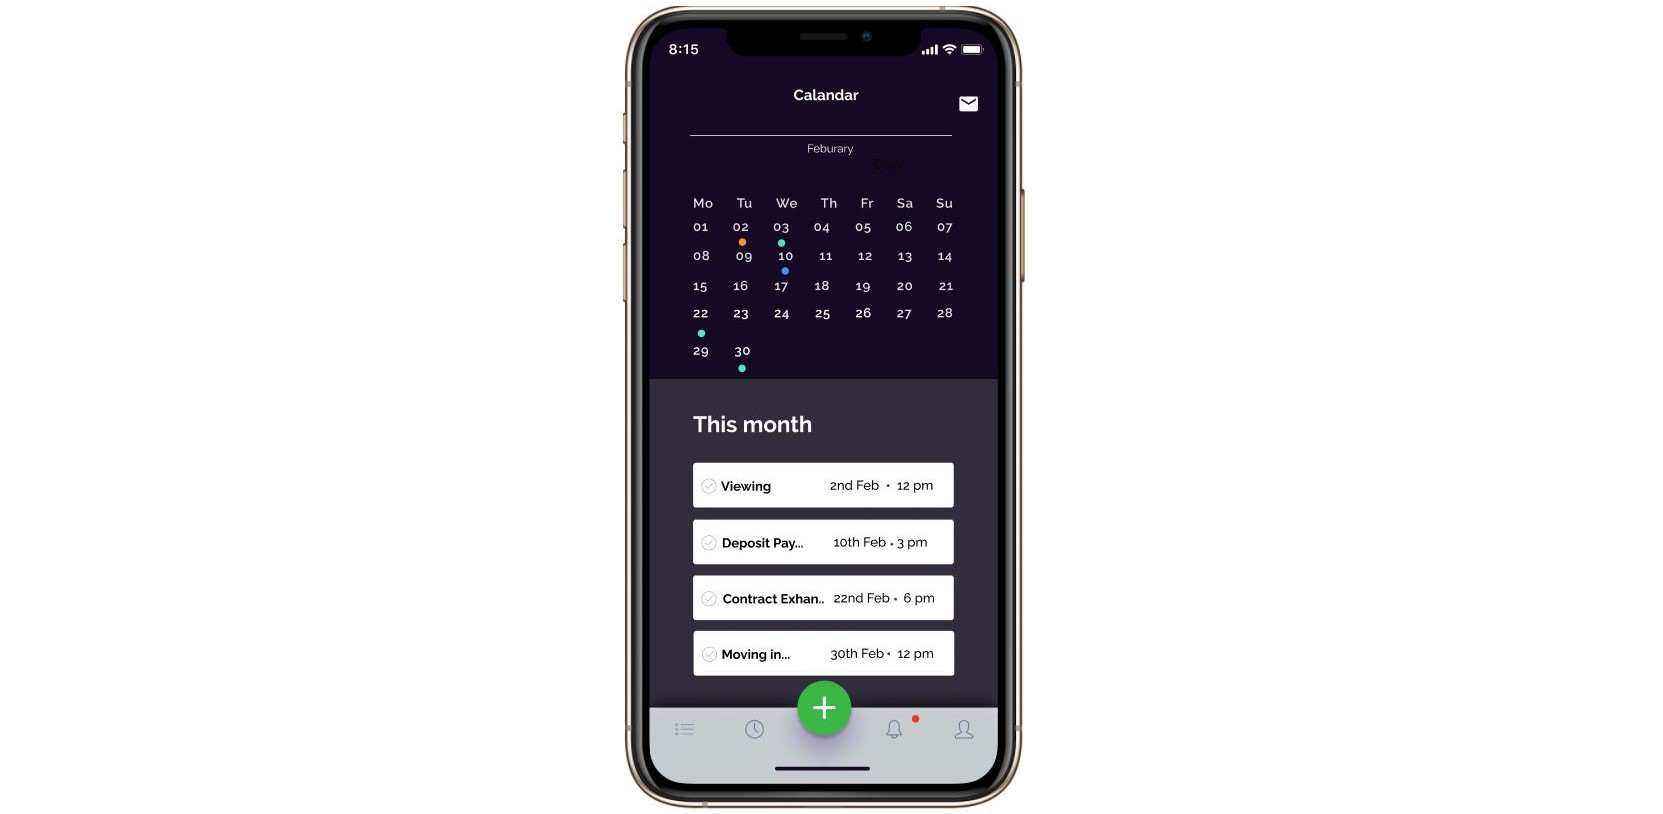 8:15
Calandar
Feburary
Daily
Mo Tu We Th Fr Sa Su
01 02 03 04 05 06 07
08 09 10 11 12 13 14
15 16 17 18 19 20 21
22 23 24 25 26 27 28
29 30
This month
Viewing 2nd Feb • 12 pm
Deposit Pay... 10th Feb • 3 pm
Contract Exhan.. 22nd Feb • 6 pm
Moving in... 30th Feb • 12 pm